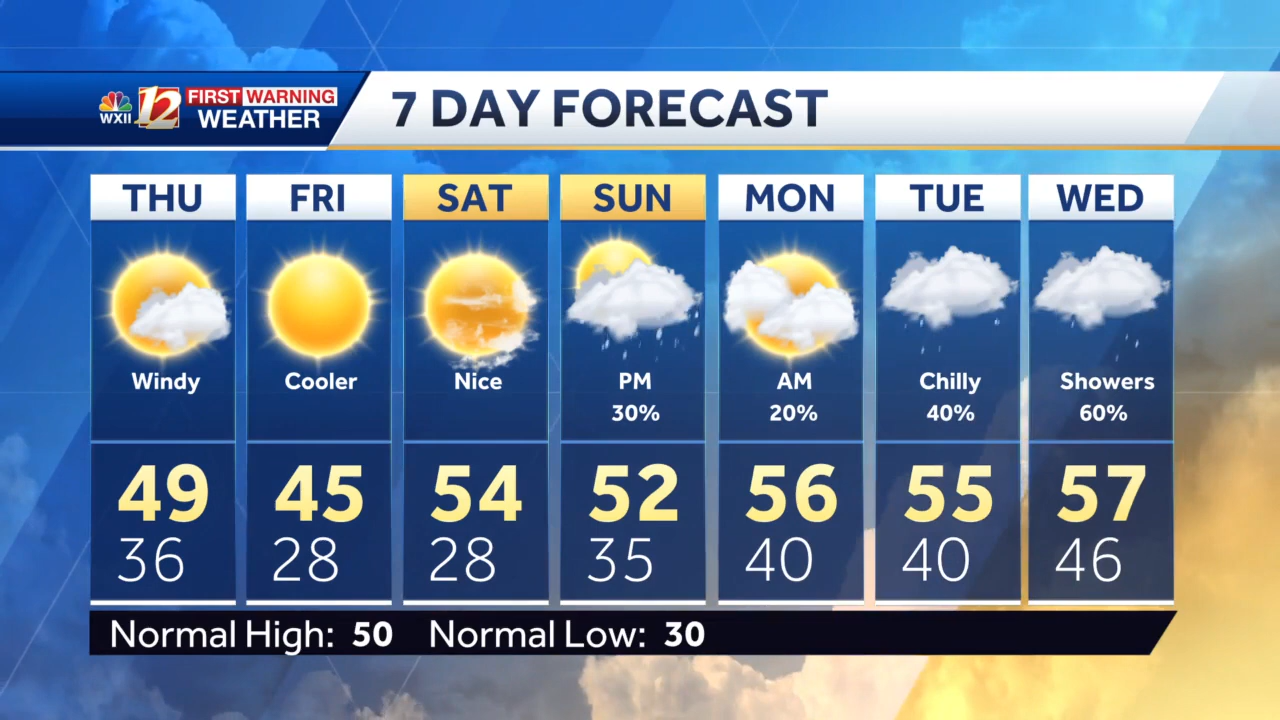 WXII 12 FIRST WARNING
WEATHER
7 DAY FORECAST
THU FRI SAT SUN MON TUE WED
Windy Cooler Nice PM AM Chilly Showers
30% 20% 40% 60%
49 45 54 52 56 55 57
36 28 28 35 40 40 46
Normal High: 50 Normal Low: 30